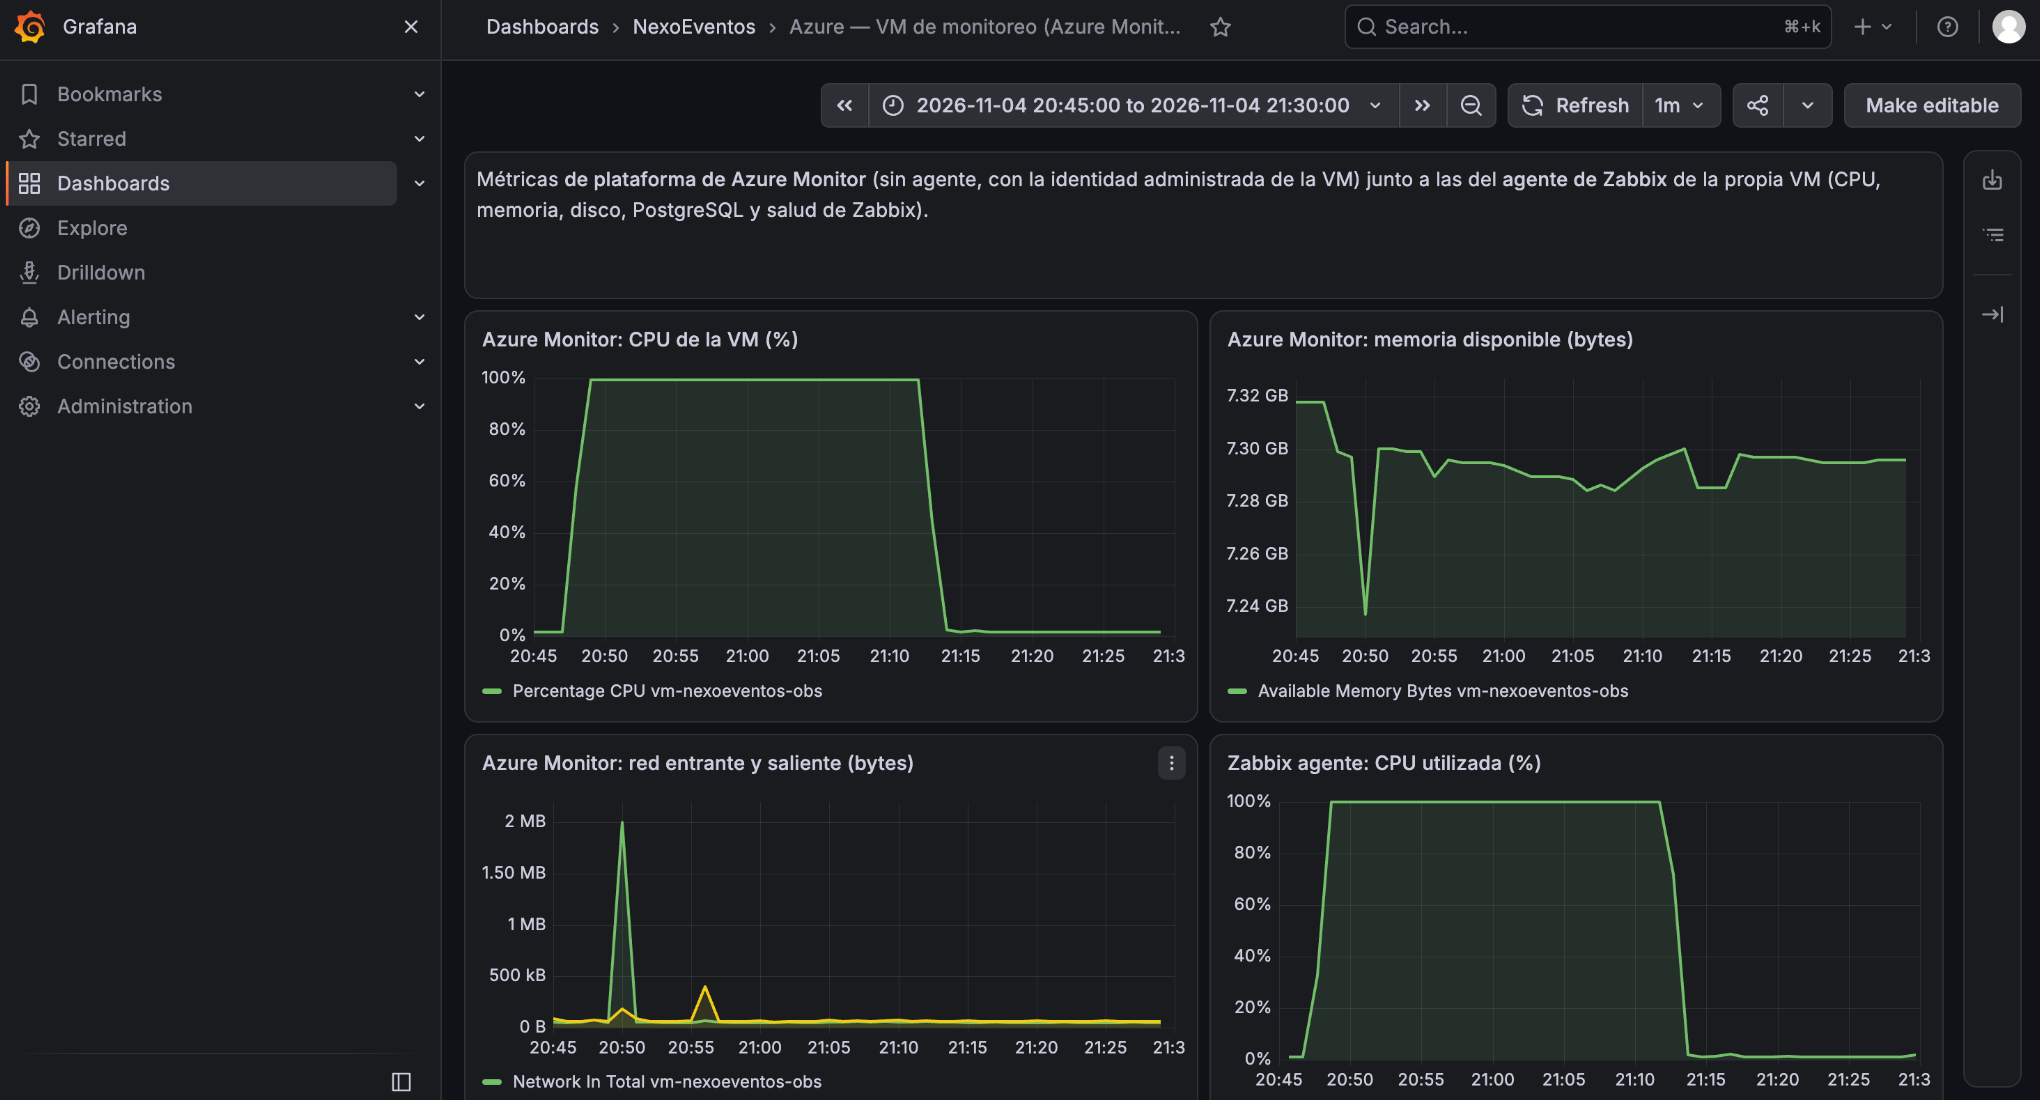 Grafana
Dashboards › NexoEventos › Azure — VM de monitoreo (Azure Monit...
Search...
⌘+k
Bookmarks
Starred
Dashboards
Explore
Drilldown
Alerting
Connections
Administration
2026-11-04 20:45:00 to 2026-11-04 21:30:00
Refresh
1m
Make editable
Métricas de plataforma de Azure Monitor (sin agente, con la identidad administrada de la VM) junto a las del agente de Zabbix de la propia VM (CPU,
memoria, disco, PostgreSQL y salud de Zabbix).
Azure Monitor: CPU de la VM (%)
100%
80%
60%
40%
20%
0%
20:45 20:50 20:55 21:00 21:05 21:10 21:15 21:20 21:25 21:3
Percentage CPU vm-nexoeventos-obs
Azure Monitor: memoria disponible (bytes)
7.32 GB
7.30 GB
7.28 GB
7.26 GB
7.24 GB
20:45 20:50 20:55 21:00 21:05 21:10 21:15 21:20 21:25 21:3
Available Memory Bytes vm-nexoeventos-obs
Azure Monitor: red entrante y saliente (bytes)
2 MB
1.50 MB
1 MB
500 kB
0 B
20:45 20:50 20:55 21:00 21:05 21:10 21:15 21:20 21:25 21:3
Network In Total vm-nexoeventos-obs
Zabbix agente: CPU utilizada (%)
100%
80%
60%
40%
20%
0%
20:45 20:50 20:55 21:00 21:05 21:10 21:15 21:20 21:25 21:3